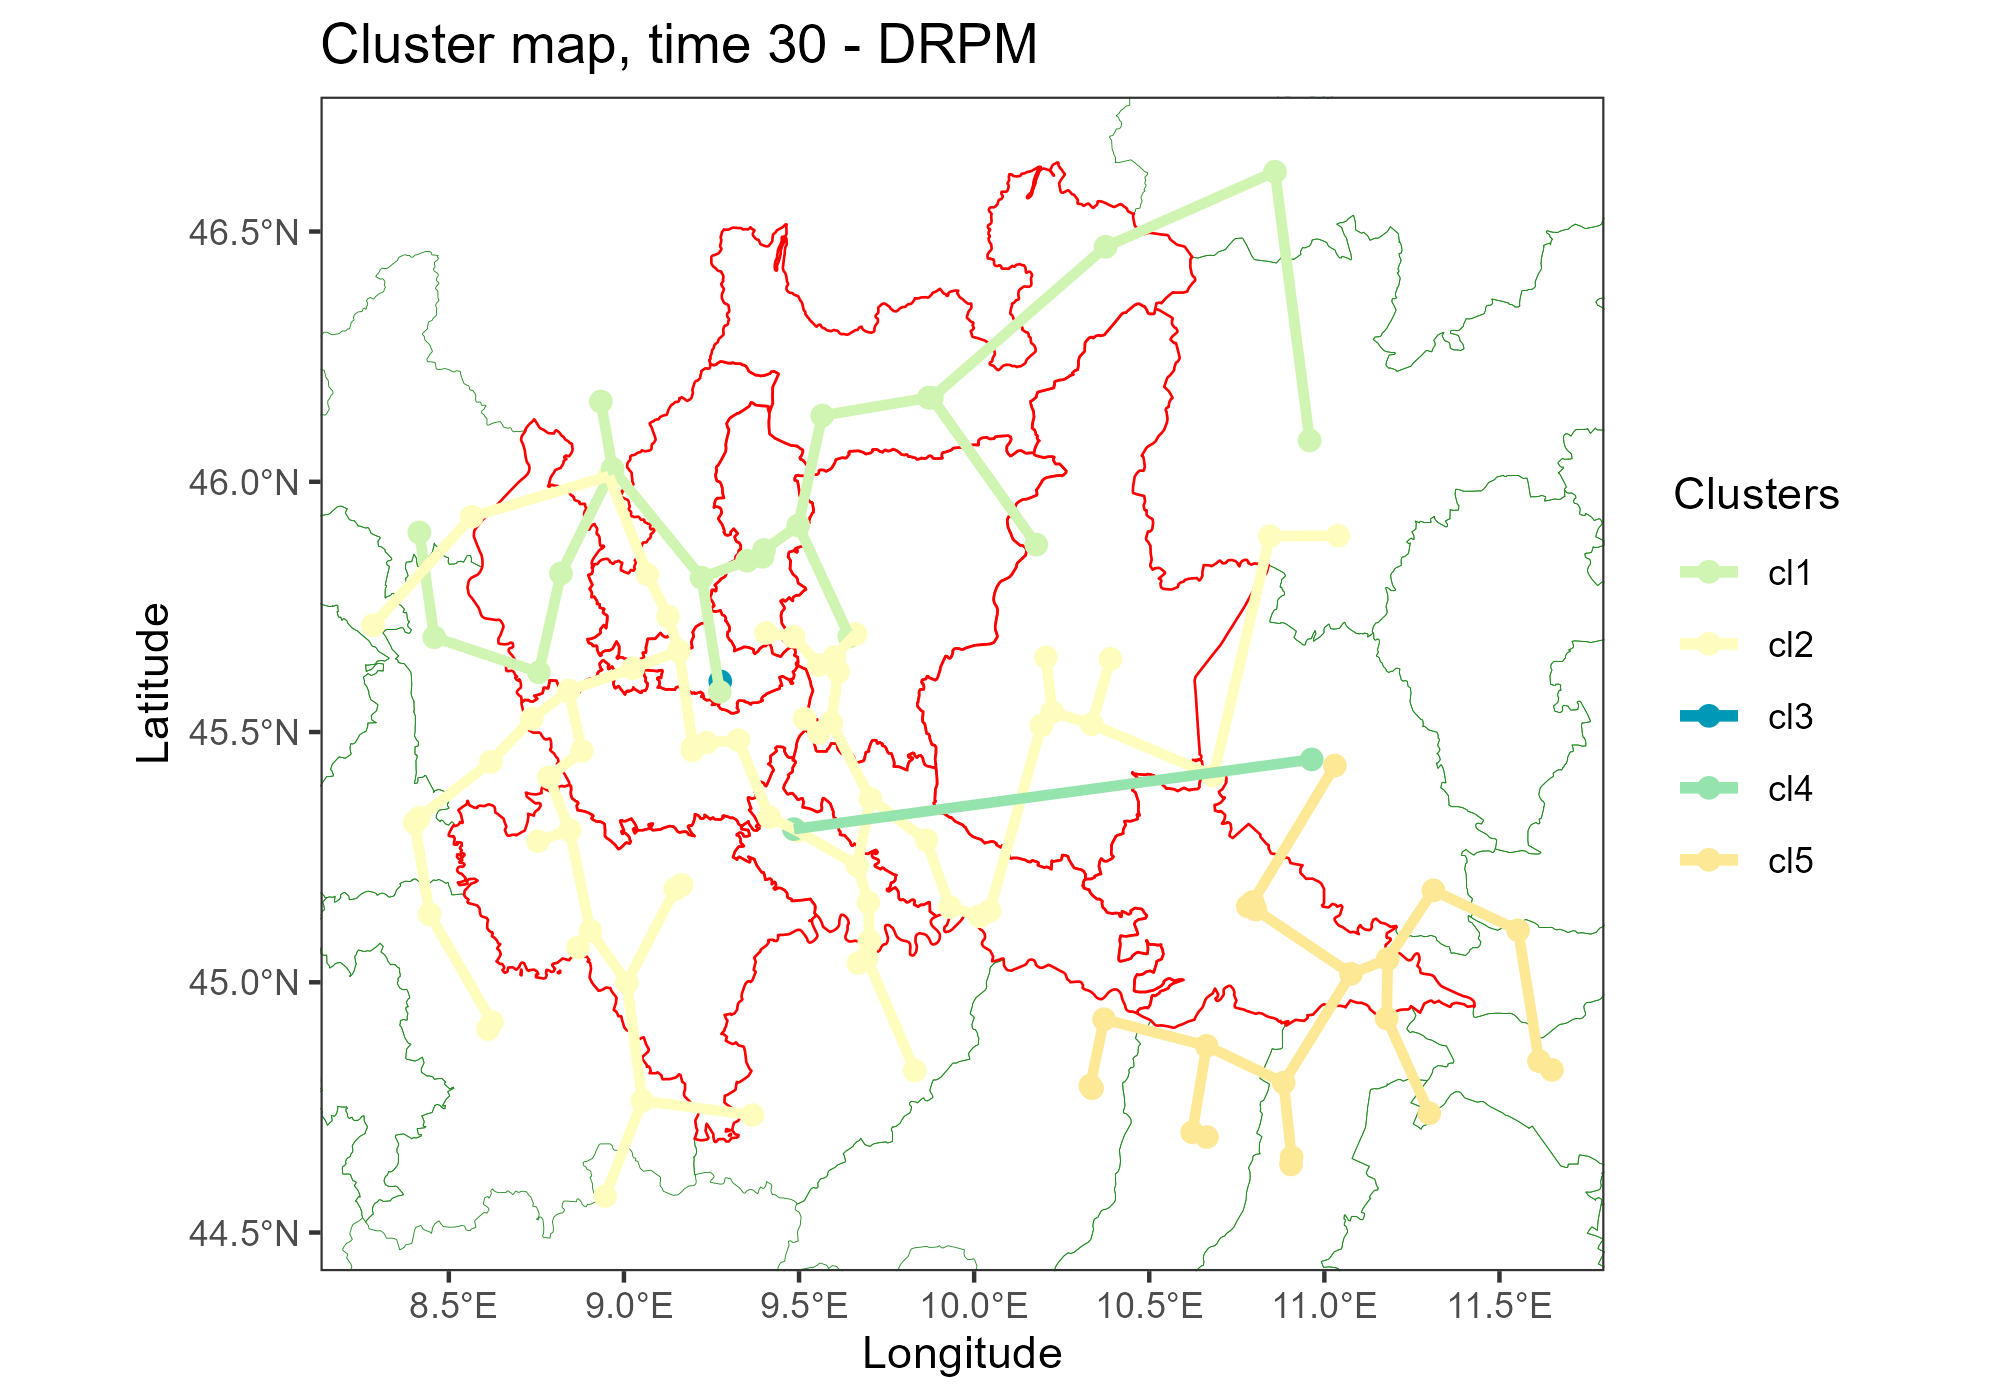 Cluster map, time 30 - DRPM
46.5°N
46.0°N
45.5°N
45.0°N
44.5°N
Latitude
8.5°E 9.0°E 9.5°E 10.0°E 10.5°E 11.0°E 11.5°E
Longitude
Clusters
cl1
cl2
cl3
cl4
cl5